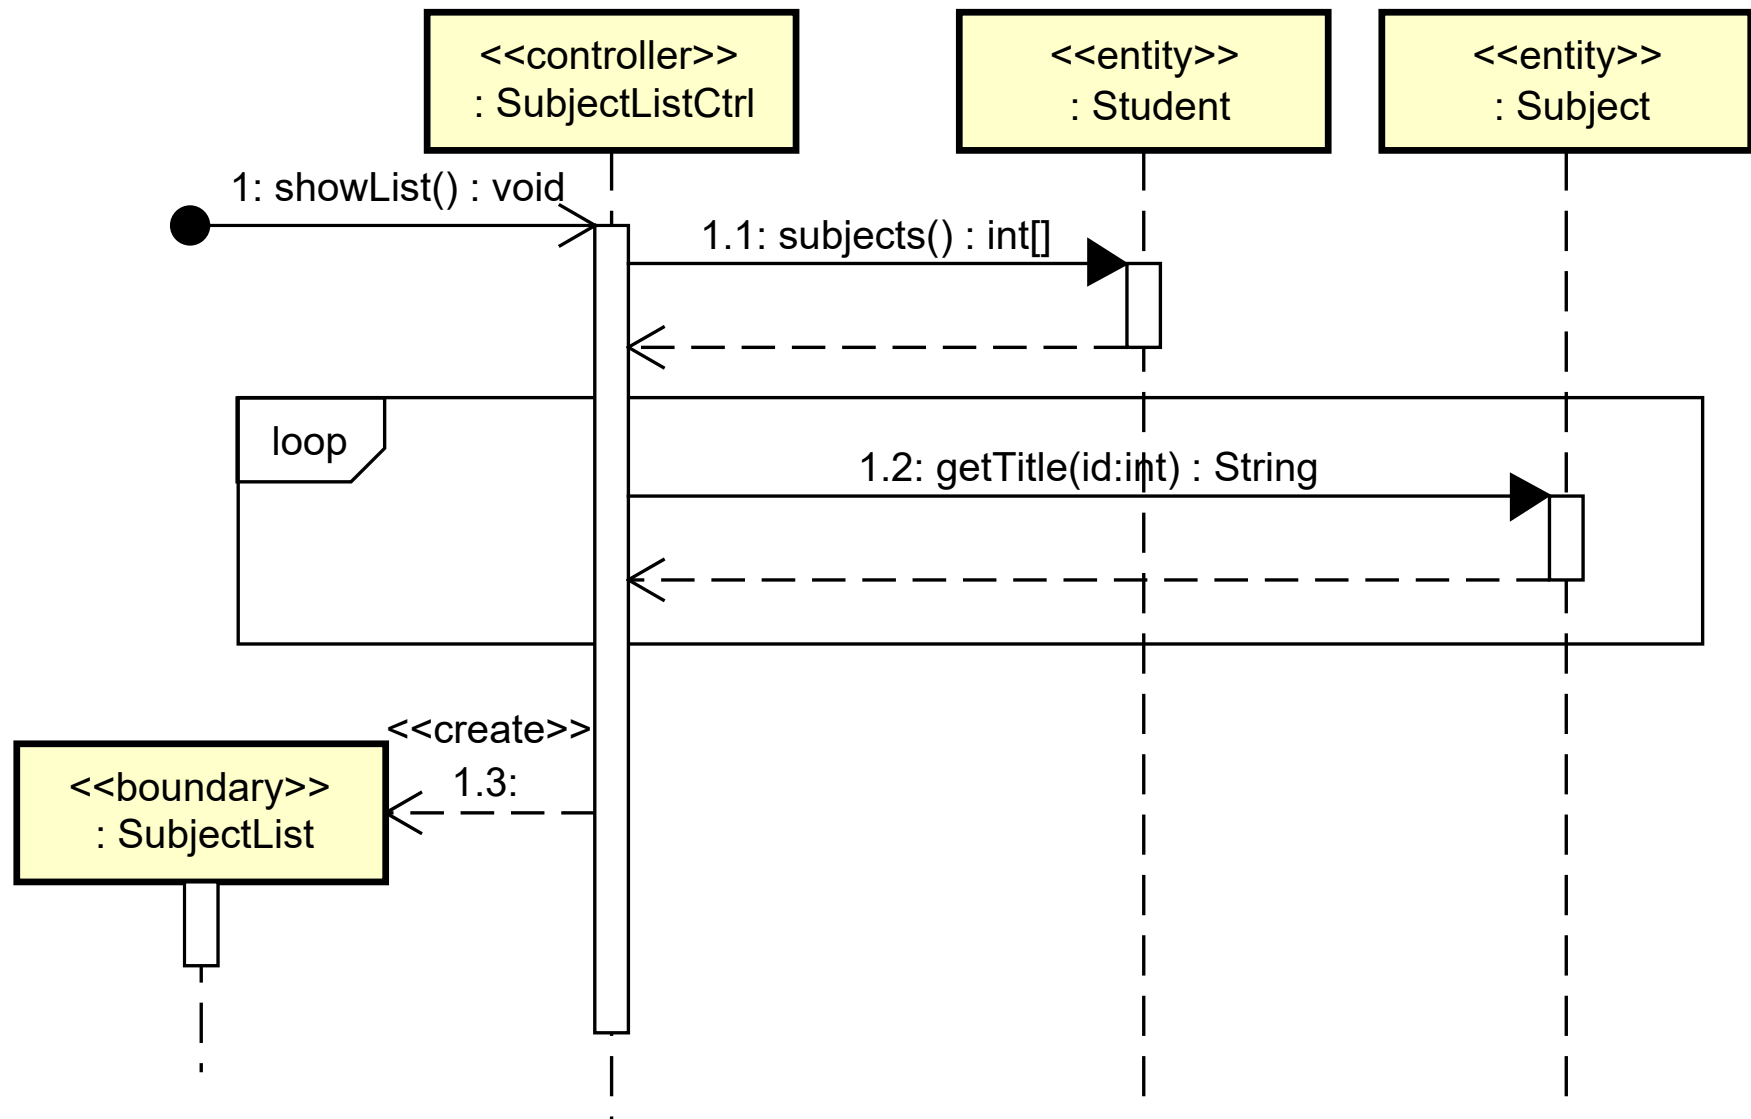 <<controller>>
: SubjectListCtrl
<<entity>>
: Student
<<entity>>
: Subject
1: showList() : void
1.1: subjects() : int[]
loop
1.2: getTitle(id:int) : String
<<create>>
1.3:
<<boundary>>
: SubjectList